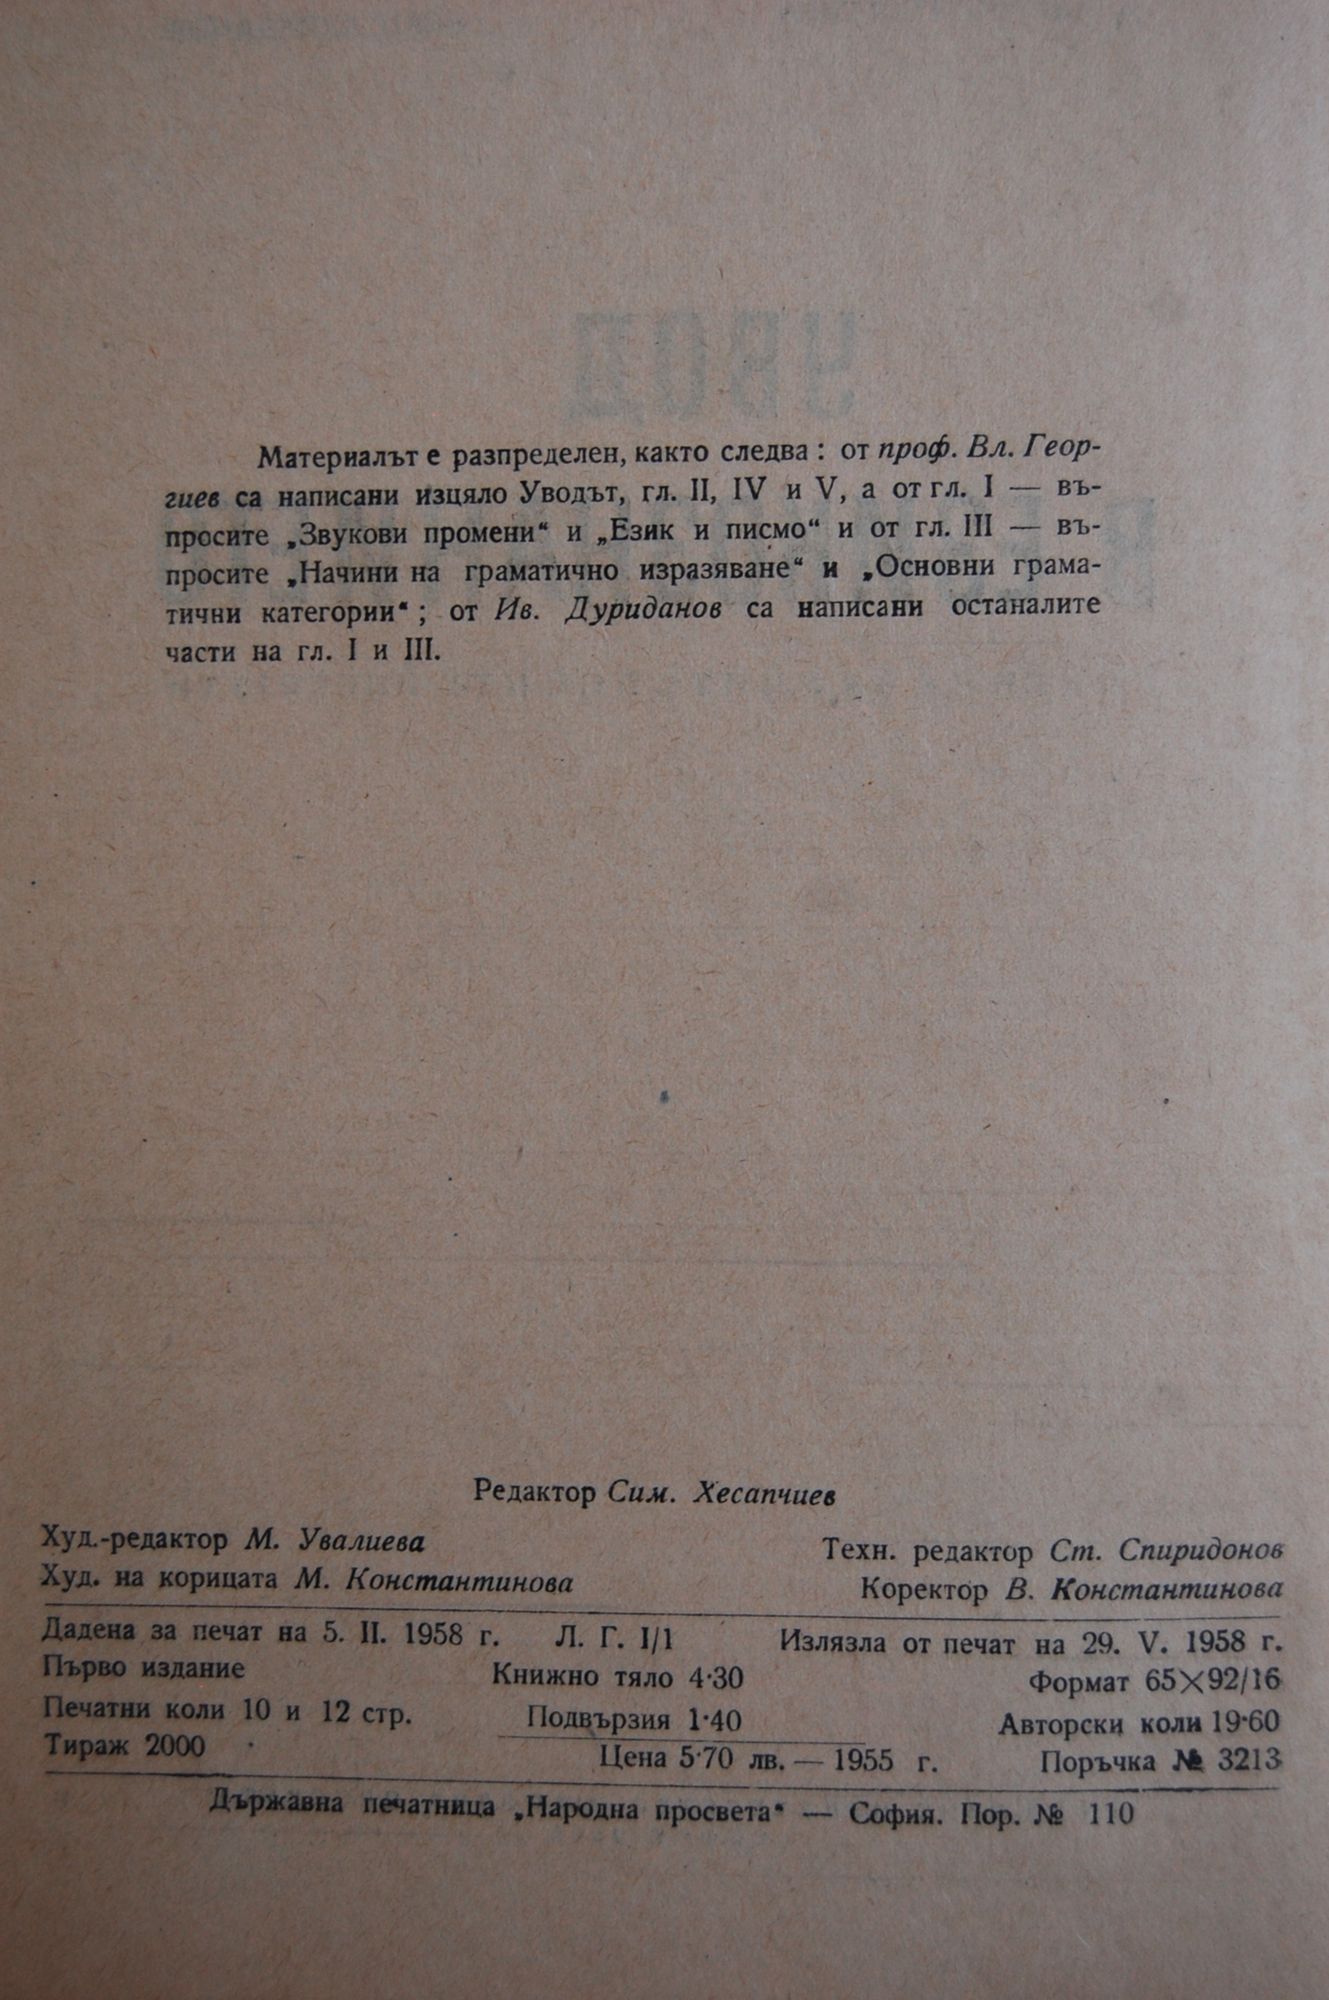 Материалът е разпределен, както следва : от проф. Вл. Геор-
гиев са написани изцяло Уводът, гл. II, IV и V, а от гл. I — въ-
просите „Звукови промени“ и „Език и писмо“ и от гл. III — въ-
просите „Начини на граматично изразяване“ и „Основни грама-
тични категории“ ; от Ив. Дуриданов са написани останалите
части на гл. I и III.
Редактор Сим. Хесапчиев
Худ.-редактор М. Увалиева
Техн. редактор Ст. Спиридонов
Худ. на корицата М. Константинова
Коректор В. Константинова
Дадена за печат на 5. II. 1958 г. Л. Г. I/1 Излязла от печат на 29. V. 1958 г.
Първо издание Книжно тяло 4·30 Формат 65×92/16
Печатни коли 10 и 12 стр. Подвързия 1·40 Авторски коли 19·60
Тираж 2000 Цена 5·70 лв. — 1955 г. Поръчка № 3213
Държавна печатница „Народна просвета“ — София. Пор. № 110